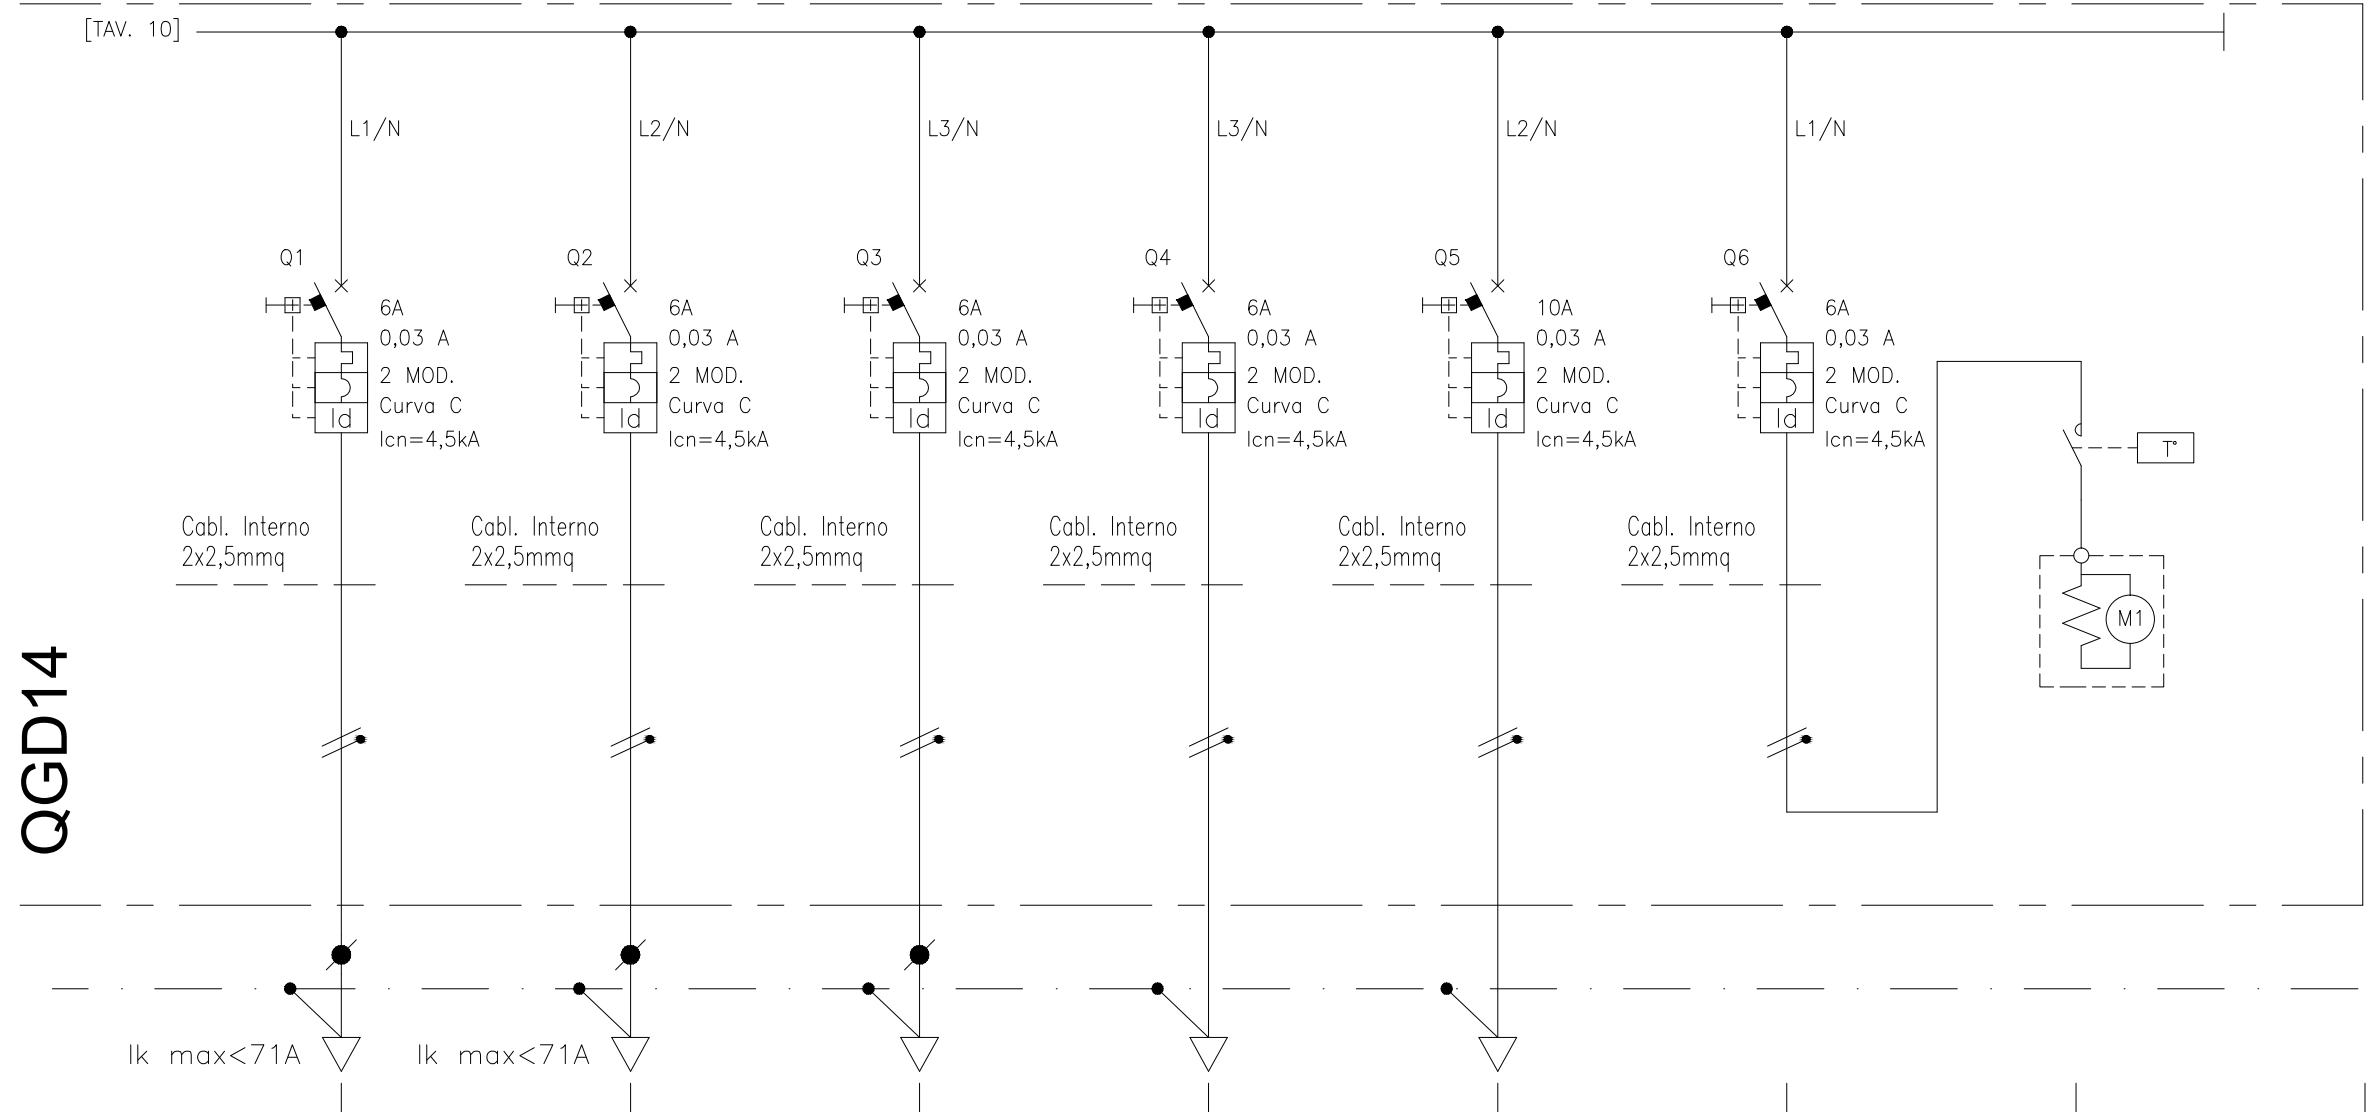 [TAV. 10]
L1/N
L2/N
L3/N
L3/N
L2/N
L1/N
Q1
6A
0,03 A
2 MOD.
Curva C
Icn=4,5kA
Id
Q2
6A
0,03 A
2 MOD.
Curva C
Icn=4,5kA
Id
Q3
6A
0,03 A
2 MOD.
Curva C
Icn=4,5kA
Id
Q4
6A
0,03 A
2 MOD.
Curva C
Icn=4,5kA
Id
Q5
10A
0,03 A
2 MOD.
Curva C
Icn=4,5kA
Id
Q6
6A
0,03 A
2 MOD.
Curva C
Icn=4,5kA
Id
T°
Cabl. Interno
2x2,5mmq
Cabl. Interno
2x2,5mmq
Cabl. Interno
2x2,5mmq
Cabl. Interno
2x2,5mmq
Cabl. Interno
2x2,5mmq
Cabl. Interno
2x2,5mmq
M1
QGD14
Ik max<71A
Ik max<71A